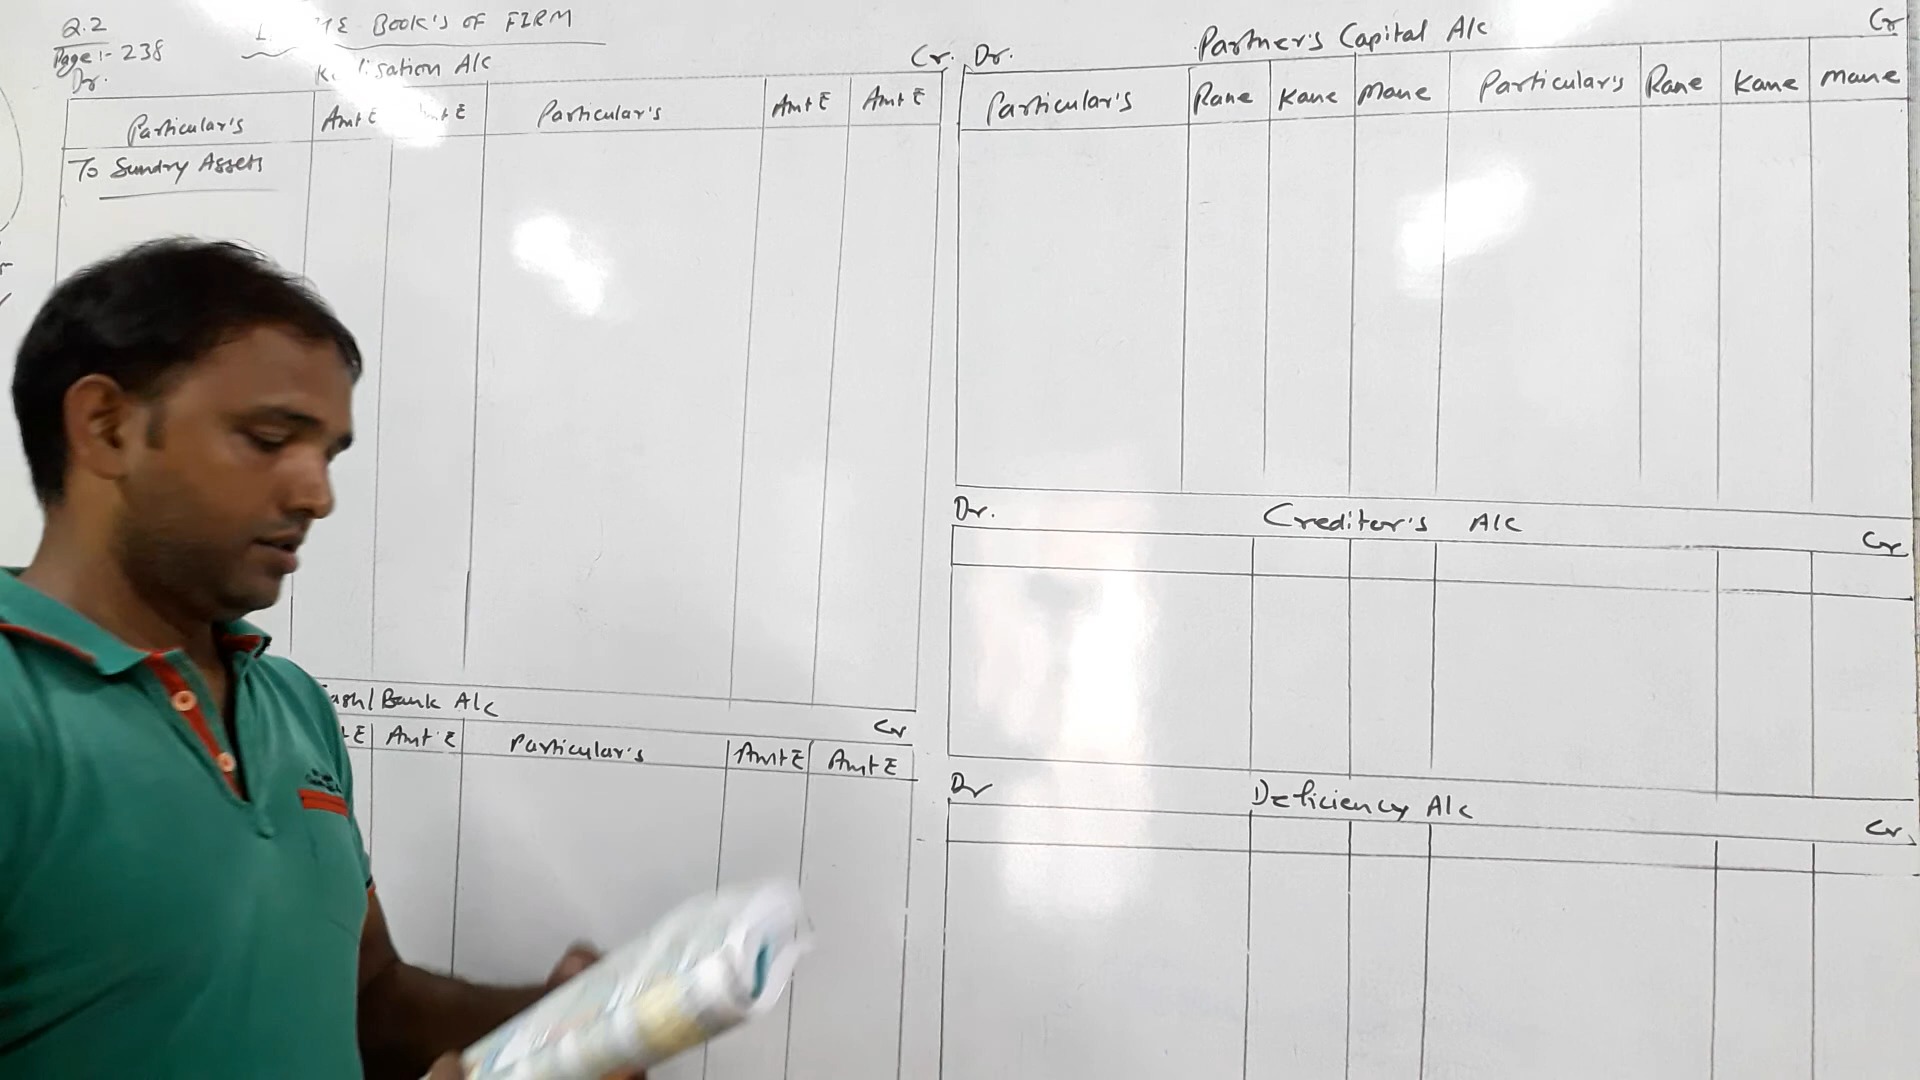 Q.2
Page:- 238
BOOK'S OF FIRM
Dr.
A/c
Cr.
Particular's Amt ₹ ₹ Particular's Amt ₹ Amt ₹
To Sundry Assets
Bank A/c
Cr
₹ Amt ₹ Particular's Amt ₹ Amt ₹
Dr. Partner's Capital A/c Cr
Particular's Rane Kane Mane Particular's Rane Kane Mane
Dr. Creditor's A/c Cr
Dr Deficiency A/c Cr.